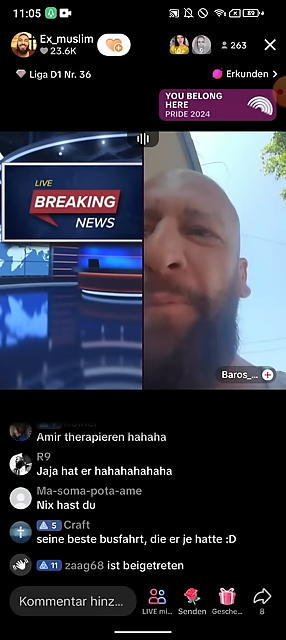 11:05
89
Ex_muslim
23.6K
263
Liga D1 Nr. 36
Erkunden
YOU BELONG
HERE
PRIDE 2024
LIVE
BREAKING
NEWS
Baros_...
Amir therapieren hahaha
R9
Jaja hat er hahahahahaha
Ma-soma-pota-ame
Nix hast du
5 Craft
seine beste busfahrt, die er je hatte :D
11 zaag68 ist beigetreten
Kommentar hinz...
LIVE mi...
Senden
Gesche...
8